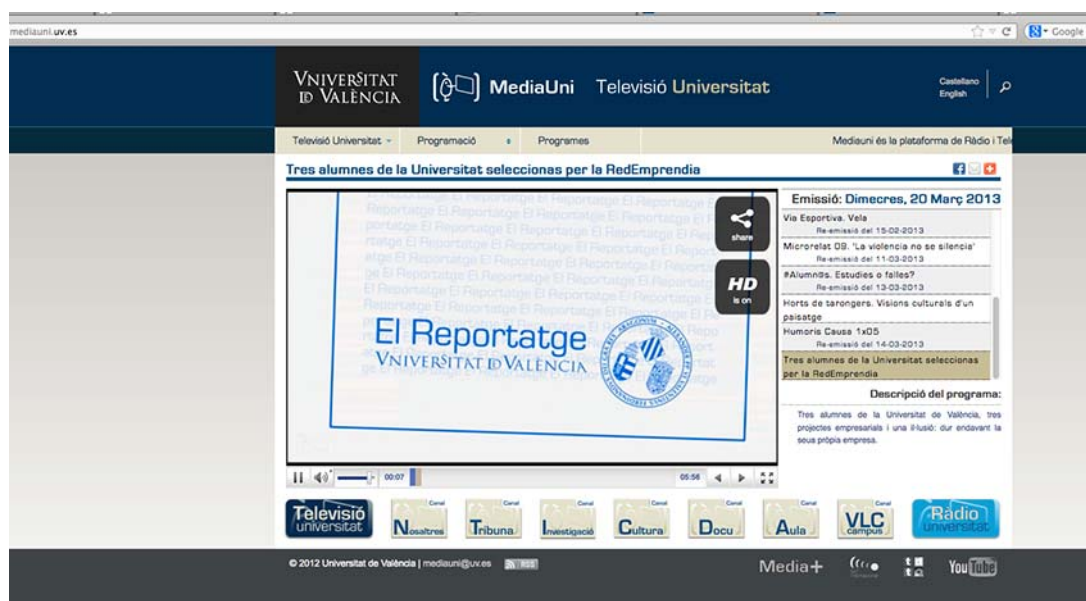 mediauni.uv.es
Google
VNIVERSITAT
ID VALÈNCIA
MediaUni
Televisió Universitat
Castellano
English
Televisió Universitat
Programació
Programes
Mediauni és la plataforma de Ràdio i Tele
Tres alumnes de la Universitat seleccionas per la RedEmprendia
El Reportatge
VNIVERSITAT ID VALÈNCIA
share
HD
is on
Emissió: Dimecres, 20 Març 2013
Via Esportiva. Vela
Re-emissió del 15-02-2013
Microrelat 09. 'La violencia no se silencia'
Re-emissió del 11-03-2013
#Alumn@s. Estudies o falles?
Re-emissió del 13-03-2013
Horts de tarongers. Visions culturals d'un
paisatge
Humoris Causa 1x05
Re-emissió del 14-03-2013
Tres alumnes de la Universitat seleccionas
per la RedEmprendia
Descripció del programa:
Tres alumnes de la Universitat de València, tres
projectes empresarials i una il·lusió: dur endavant la
seua pròpia empresa.
00:07
05:56
Televisió
universitat
Canal
Nosaltres
Canal
Tribuna
Canal
Investigació
Canal
Cultura
Canal
Docu
Canal
Aula
Canal
VLC
campus
Ràdio
universitat
© 2012 Universitat de València | mediauni@uv.es
RSS
Media+
YouTube